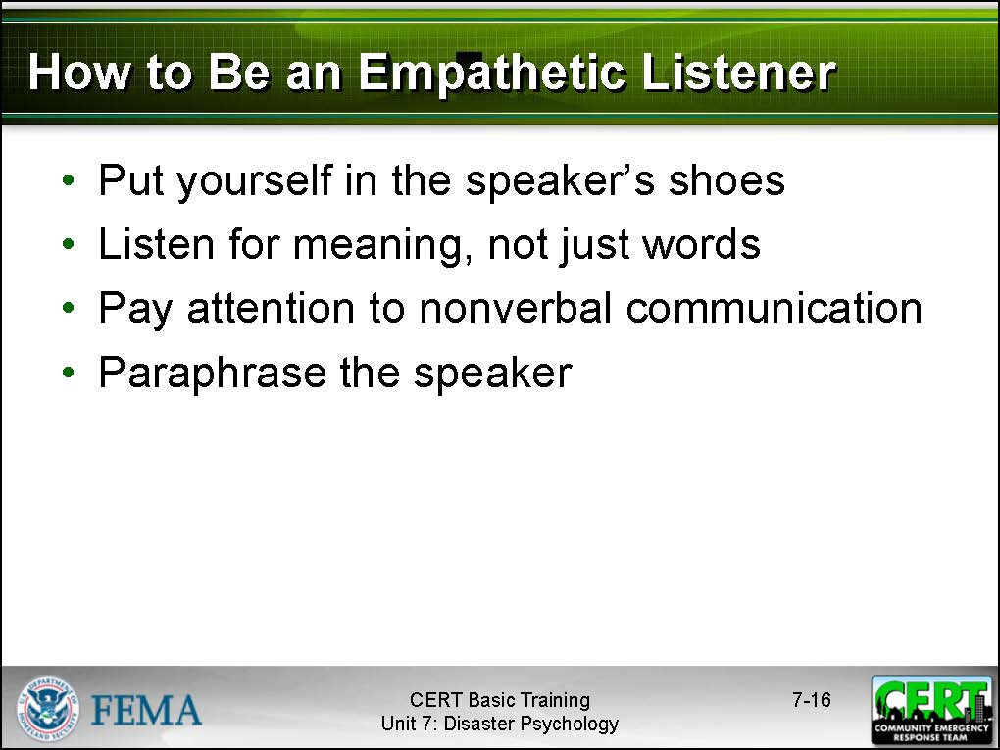 How to Be an Empathetic Listener
• Put yourself in the speaker’s shoes
• Listen for meaning, not just words
• Pay attention to nonverbal communication
• Paraphrase the speaker
U.S. DEPARTMENT OF HOMELAND SECURITY
FEMA
CERT Basic Training
Unit 7: Disaster Psychology
7-16
CERT
COMMUNITY EMERGENCY
RESPONSE TEAM